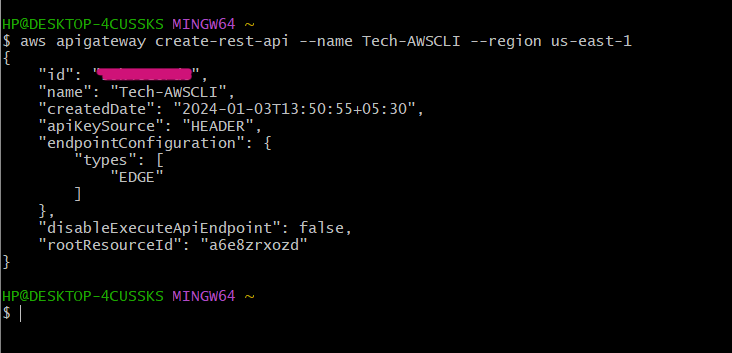 HP@DESKTOP-4CUSSKS MINGW64 ~
$ aws apigateway create-rest-api --name Tech-AWSCLI --region us-east-1
{
    "id": "",
    "name": "Tech-AWSCLI",
    "createdDate": "2024-01-03T13:50:55+05:30",
    "apiKeySource": "HEADER",
    "endpointConfiguration": {
        "types": [
            "EDGE"
        ]
    },
    "disableExecuteApiEndpoint": false,
    "rootResourceId": "a6e8zrxozd"
}
HP@DESKTOP-4CUSSKS MINGW64 ~
$